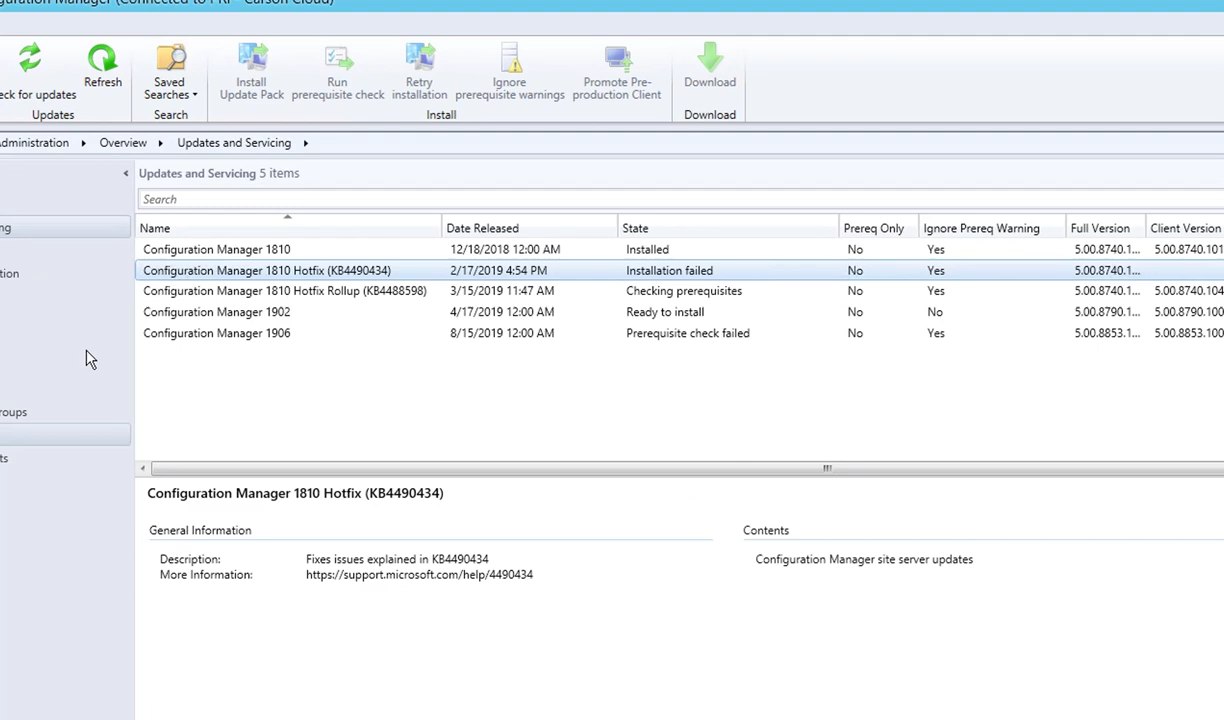 guration Manager (Connected to PRI - Carson Cloud)
eck for updates
Refresh
Saved
Searches
Install
Update Pack
Run
prerequisite check
Retry
installation
Ignore
prerequisite warnings
Promote Pre-
production Client
Download
Updates
Search
Install
Download
dministration
Overview
Updates and Servicing
Updates and Servicing 5 items
Search
ng
tion
roups
ts
Name Date Released State Prereq Only Ignore Prereq Warning Full Version Client Version
Configuration Manager 1810 12/18/2018 12:00 AM Installed No Yes 5.00.8740.1... 5.00.8740.101
Configuration Manager 1810 Hotfix (KB4490434) 2/17/2019 4:54 PM Installation failed No Yes 5.00.8740.1...
Configuration Manager 1810 Hotfix Rollup (KB4488598) 3/15/2019 11:47 AM Checking prerequisites No Yes 5.00.8740.1... 5.00.8740.104
Configuration Manager 1902 4/17/2019 12:00 AM Ready to install No No 5.00.8790.1... 5.00.8790.100
Configuration Manager 1906 8/15/2019 12:00 AM Prerequisite check failed No Yes 5.00.8853.1... 5.00.8853.100
Configuration Manager 1810 Hotfix (KB4490434)
General Information
Description: Fixes issues explained in KB4490434
More Information: https://support.microsoft.com/help/4490434
Contents
Configuration Manager site server updates